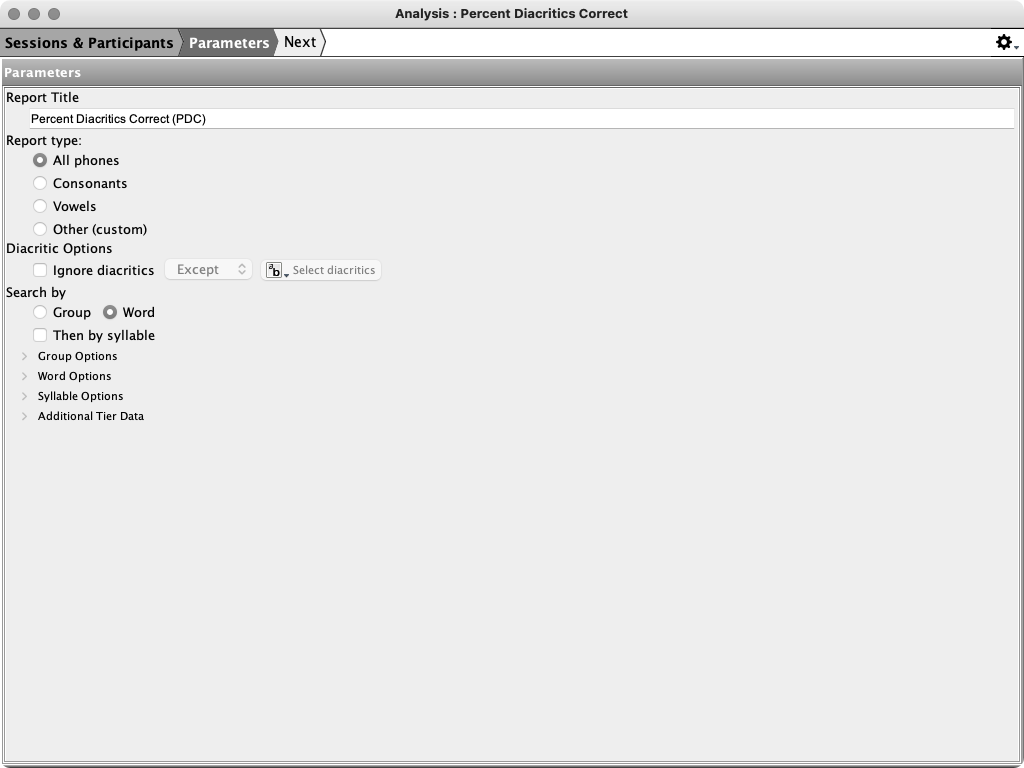 Analysis : Percent Diacritics Correct
Sessions & Participants Parameters Next
Parameters
Report Title
Percent Diacritics Correct (PDC)
Report type:
All phones
Consonants
Vowels
Other (custom)
Diacritic Options
Ignore diacritics Except ab Select diacritics
Search by
Group Word
Then by syllable
Group Options
Word Options
Syllable Options
Additional Tier Data